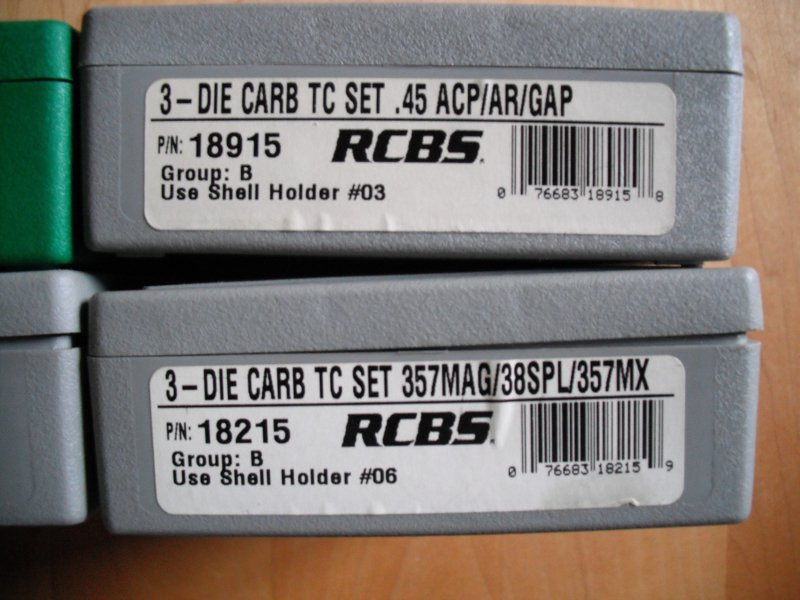 3-DIE CARB TC SET .45 ACP/AR/GAP
P/N: 18915 RCBS.
Group: B
Use Shell Holder #03
0 76683 18915 8
3-DIE CARB TC SET 357MAG/38SPL/357MX
P/N: 18215 RCBS.
Group: B
Use Shell Holder #06
0 76683 18215 9